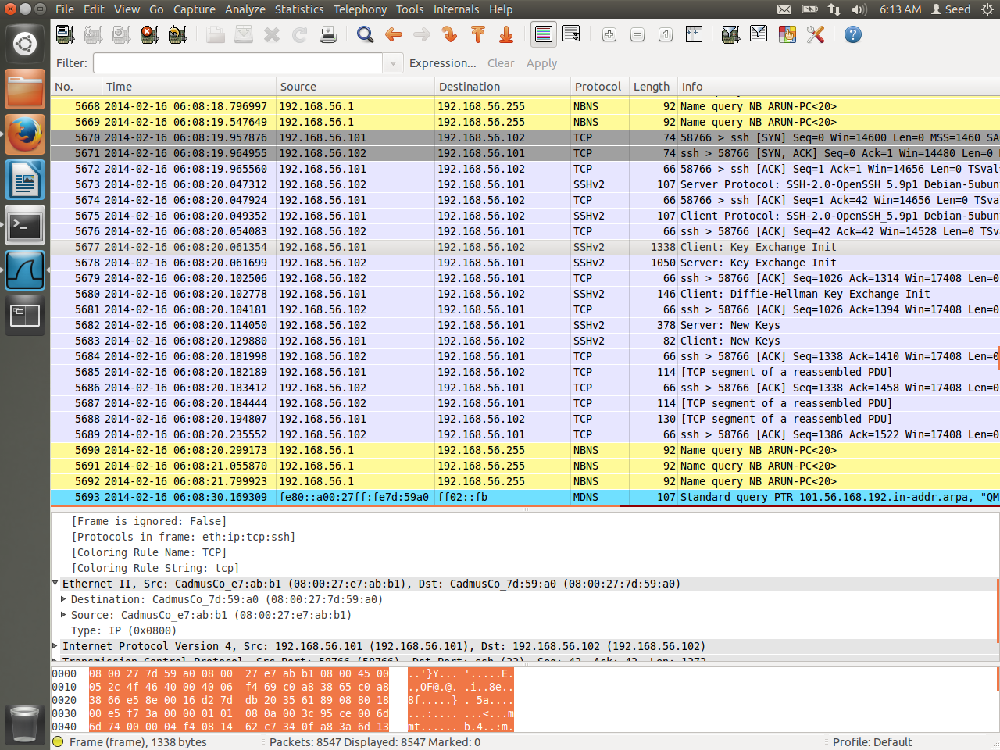 File Edit View Go Capture Analyze Statistics Telephony Tools Internals Help 6:13 AM Seed
Filter: Expression... Clear Apply
No. Time Source Destination Protocol Length Info
5668 2014-02-16 06:08:18.796997 192.168.56.1 192.168.56.255 NBNS 92 Name query NB ARUN-PC<20>
5669 2014-02-16 06:08:19.547649 192.168.56.1 192.168.56.255 NBNS 92 Name query NB ARUN-PC<20>
5670 2014-02-16 06:08:19.957876 192.168.56.101 192.168.56.102 TCP 74 58766 > ssh [SYN] Seq=0 Win=14600 Len=0 MSS=1460 SA
5671 2014-02-16 06:08:19.964955 192.168.56.102 192.168.56.101 TCP 74 ssh > 58766 [SYN, ACK] Seq=0 Ack=1 Win=14480 Len=0
5672 2014-02-16 06:08:19.965560 192.168.56.101 192.168.56.102 TCP 66 58766 > ssh [ACK] Seq=1 Ack=1 Win=14656 Len=0 TSval=
5673 2014-02-16 06:08:20.047312 192.168.56.102 192.168.56.101 SSHv2 107 Server Protocol: SSH-2.0-OpenSSH_5.9p1 Debian-5ubun
5674 2014-02-16 06:08:20.047924 192.168.56.101 192.168.56.102 TCP 66 58766 > ssh [ACK] Seq=1 Ack=42 Win=14656 Len=0 TSva
5675 2014-02-16 06:08:20.049352 192.168.56.101 192.168.56.102 SSHv2 107 Client Protocol: SSH-2.0-OpenSSH_5.9p1 Debian-5ubun
5676 2014-02-16 06:08:20.054083 192.168.56.102 192.168.56.101 TCP 66 ssh > 58766 [ACK] Seq=42 Ack=42 Win=14528 Len=0 TSv
5677 2014-02-16 06:08:20.061354 192.168.56.101 192.168.56.102 SSHv2 1338 Client: Key Exchange Init
5678 2014-02-16 06:08:20.061699 192.168.56.102 192.168.56.101 SSHv2 1050 Server: Key Exchange Init
5679 2014-02-16 06:08:20.102506 192.168.56.102 192.168.56.101 TCP 66 ssh > 58766 [ACK] Seq=1026 Ack=1314 Win=17408 Len=0
5680 2014-02-16 06:08:20.102778 192.168.56.101 192.168.56.102 SSHv2 146 Client: Diffie-Hellman Key Exchange Init
5681 2014-02-16 06:08:20.104181 192.168.56.102 192.168.56.101 TCP 66 ssh > 58766 [ACK] Seq=1026 Ack=1394 Win=17408 Len=0
5682 2014-02-16 06:08:20.114050 192.168.56.102 192.168.56.101 SSHv2 378 Server: New Keys
5683 2014-02-16 06:08:20.129880 192.168.56.101 192.168.56.102 SSHv2 82 Client: New Keys
5684 2014-02-16 06:08:20.181998 192.168.56.102 192.168.56.101 TCP 66 ssh > 58766 [ACK] Seq=1338 Ack=1410 Win=17408 Len=0
5685 2014-02-16 06:08:20.182189 192.168.56.101 192.168.56.102 TCP 114 [TCP segment of a reassembled PDU]
5686 2014-02-16 06:08:20.183412 192.168.56.102 192.168.56.101 TCP 66 ssh > 58766 [ACK] Seq=1338 Ack=1458 Win=17408 Len=0
5687 2014-02-16 06:08:20.184444 192.168.56.102 192.168.56.101 TCP 114 [TCP segment of a reassembled PDU]
5688 2014-02-16 06:08:20.194807 192.168.56.101 192.168.56.102 TCP 130 [TCP segment of a reassembled PDU]
5689 2014-02-16 06:08:20.235552 192.168.56.102 192.168.56.101 TCP 66 ssh > 58766 [ACK] Seq=1386 Ack=1522 Win=17408 Len=0
5690 2014-02-16 06:08:20.299173 192.168.56.1 192.168.56.255 NBNS 92 Name query NB ARUN-PC<20>
5691 2014-02-16 06:08:21.055870 192.168.56.1 192.168.56.255 NBNS 92 Name query NB ARUN-PC<20>
5692 2014-02-16 06:08:21.799923 192.168.56.1 192.168.56.255 NBNS 92 Name query NB ARUN-PC<20>
5693 2014-02-16 06:08:30.169309 fe80::a00:27ff:fe7d:59a0 ff02::fb MDNS 107 Standard query PTR 101.56.168.192.in-addr.arpa, "QM
[Frame is ignored: False]
[Protocols in frame: eth:ip:tcp:ssh]
[Coloring Rule Name: TCP]
[Coloring Rule String: tcp]
Ethernet II, Src: CadmusCo_e7:ab:b1 (08:00:27:e7:ab:b1), Dst: CadmusCo_7d:59:a0 (08:00:27:7d:59:a0)
Destination: CadmusCo_7d:59:a0 (08:00:27:7d:59:a0)
Source: CadmusCo_e7:ab:b1 (08:00:27:e7:ab:b1)
Type: IP (0x0800)
Internet Protocol Version 4, Src: 192.168.56.101 (192.168.56.101), Dst: 192.168.56.102 (192.168.56.102)
Transmission Control Protocol, Src Port: 58766 (58766), Dst Port: ssh (22), Seq: 42, Ack: 42, Len: 1272
0000 08 00 27 7d 59 a0 08 00 27 e7 ab b1 08 00 45 00 ..'}Y... '.....E.
0010 05 2c 4f 46 40 00 40 06 f4 69 c0 a8 38 65 c0 a8 .,OF@.@. .i..8e..
0020 38 66 e5 8e 00 16 d2 7d db 20 35 61 89 08 80 18 8f.....} . 5a....
0030 00 e5 f7 3a 00 00 01 01 08 0a 00 3c 95 ce 00 6d ...:.... ...<...m
0040 6d 74 00 00 04 f4 08 14 62 c7 34 0f a8 3a 6d 13 mt...... b.4..:m.
Frame (frame), 1338 bytes Packets: 8547 Displayed: 8547 Marked: 0 Profile: Default